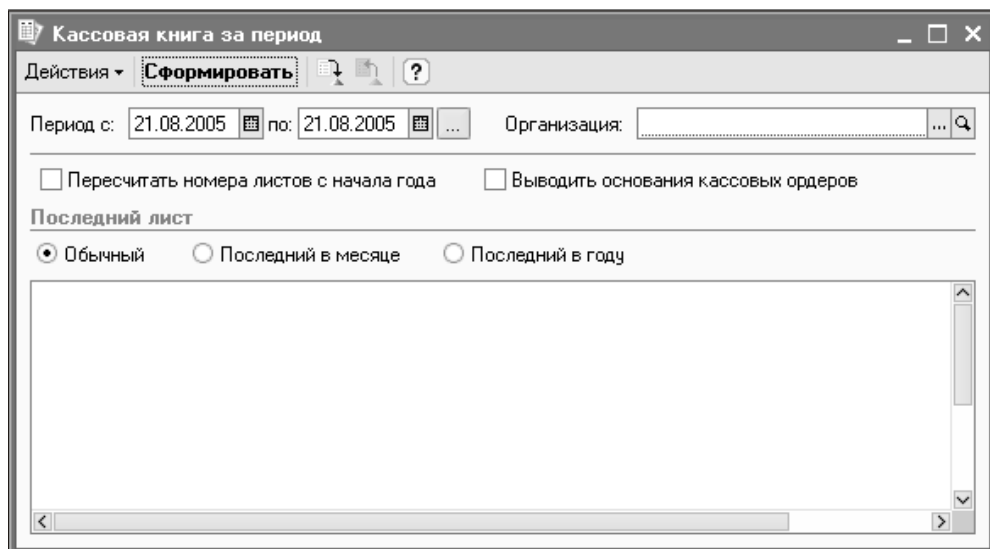 Кассовая книга за период
Действия Сформировать ?
Период с: 21.08.2005 по: 21.08.2005 ... Организация: ...
Пересчитать номера листов с начала года Выводить основания кассовых ордеров
Последний лист
Обычный Последний в месяце Последний в году